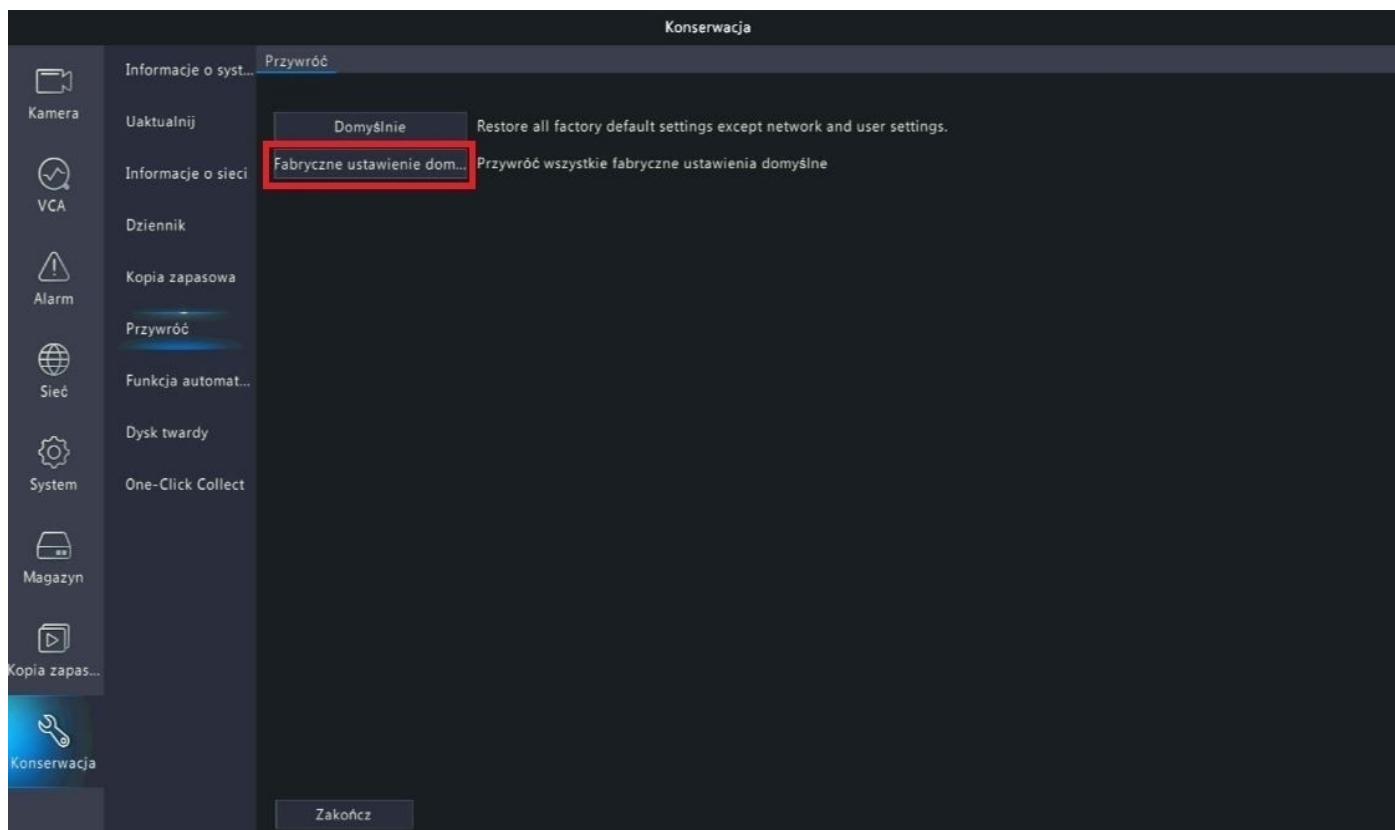 Konserwacja
Kamera
VCA
Alarm
Sieć
System
Magazyn
Kopia zapas...
Konserwacja
Informacje o syst...
Uaktualnij
Informacje o sieci
Dziennik
Kopia zapasowa
Przywróć
Funkcja automat...
Dysk twardy
One-Click Collect
Przywróć
Domyślnie Restore all factory default settings except network and user settings.
Fabryczne ustawienie dom... Przywróć wszystkie fabryczne ustawienia domyślne
Zakończ